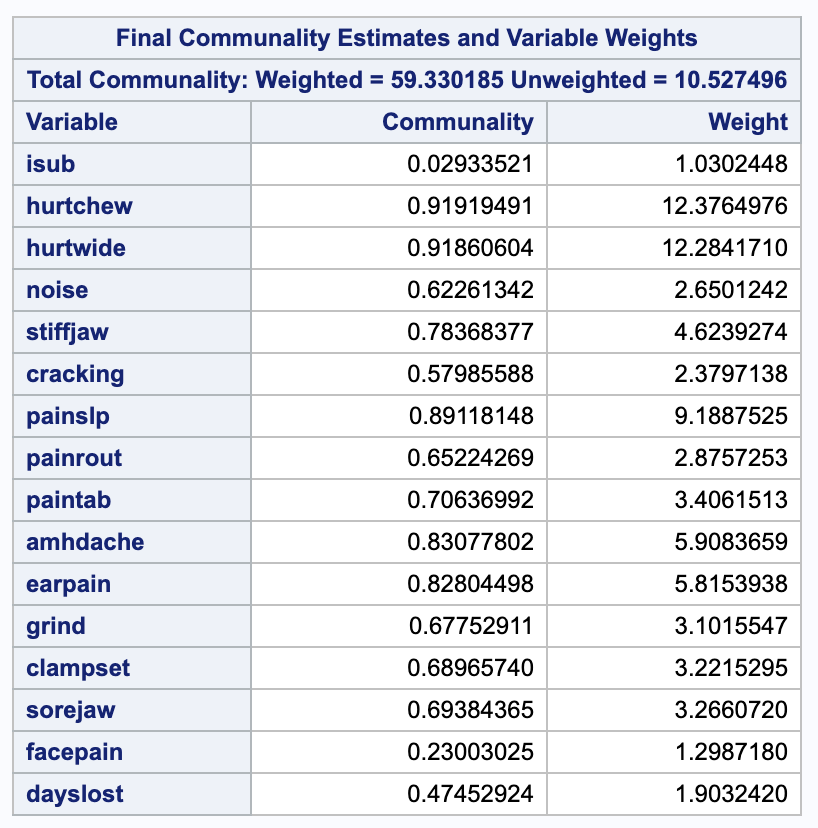 Final Communality Estimates and Variable Weights
Total Communality: Weighted = 59.330185 Unweighted = 10.527496
Variable Communality Weight
isub 0.02933521 1.0302448
hurtchew 0.91919491 12.3764976
hurtwide 0.91860604 12.2841710
noise 0.62261342 2.6501242
stiffjaw 0.78368377 4.6239274
cracking 0.57985588 2.3797138
painslp 0.89118148 9.1887525
painrout 0.65224269 2.8757253
paintab 0.70636992 3.4061513
amhdache 0.83077802 5.9083659
earpain 0.82804498 5.8153938
grind 0.67752911 3.1015547
clampset 0.68965740 3.2215295
sorejaw 0.69384365 3.2660720
facepain 0.23003025 1.2987180
dayslost 0.47452924 1.9032420